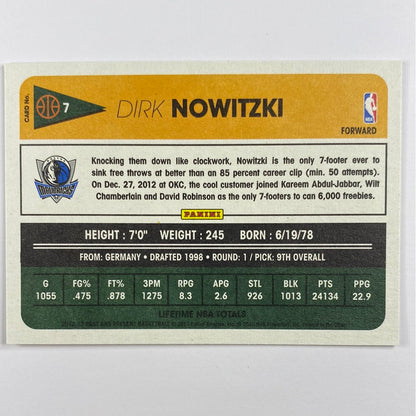 CARD No. 7
DIRK NOWITZKI
NBA
FORWARD
Knocking them down like clockwork, Nowitzki is the only 7-footer ever to
sink free throws at better than an 85 percent career clip (min. 50 attempts).
On Dec. 27, 2012 at OKC, the cool customer joined Kareem Abdul-Jabbar, Wilt
Chamberlain and David Robinson as the only 7-footers to can 6,000 freebies.
MAVERICKS
PANINI
HEIGHT : 7'0" WEIGHT : 245 BORN : 6/19/78
FROM: GERMANY • DRAFTED 1998 • ROUND: 1 / PICK: 9TH OVERALL
G FG% FT% 3PM RPG APG STL BLK PTS PPG
1055 .475 .878 1275 8.3 2.6 926 1013 24134 22.9
LIFETIME NBA TOTALS